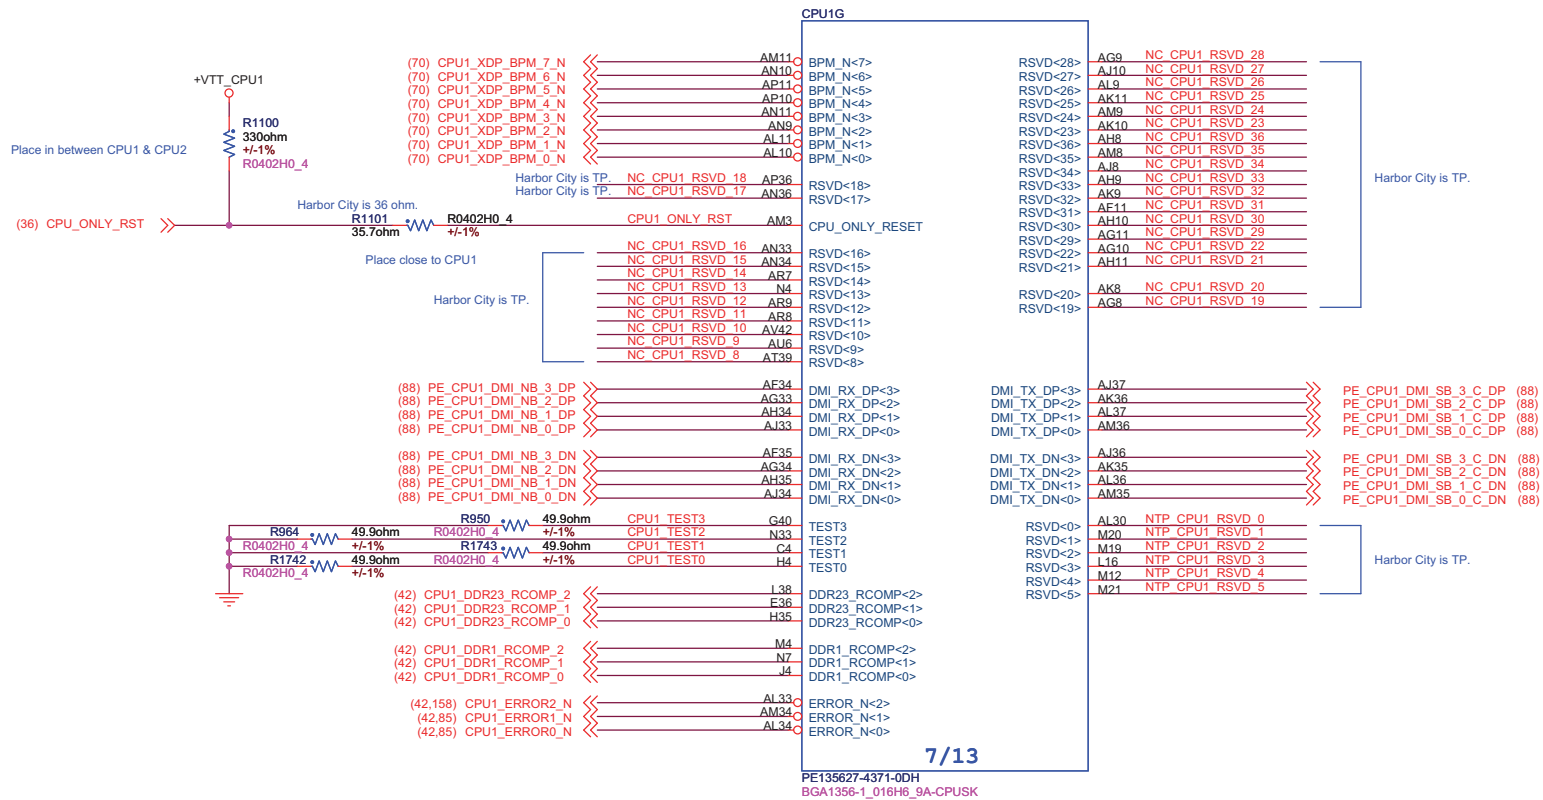 CPU1G
(70) CPU1_XDP_BPM_7_N AM11 BPM_N<7> RSVD<28> AG9 NC_CPU1_RSVD_28
(70) CPU1_XDP_BPM_6_N AN10 BPM_N<6> RSVD<27> AJ10 NC_CPU1_RSVD_27
(70) CPU1_XDP_BPM_5_N AP11 BPM_N<5> RSVD<26> AL9 NC_CPU1_RSVD_26
(70) CPU1_XDP_BPM_4_N AP10 BPM_N<4> RSVD<25> AK11 NC_CPU1_RSVD_25
(70) CPU1_XDP_BPM_3_N AN11 BPM_N<3> RSVD<24> AM9 NC_CPU1_RSVD_24
(70) CPU1_XDP_BPM_2_N AN9 BPM_N<2> RSVD<23> AK10 NC_CPU1_RSVD_23
(70) CPU1_XDP_BPM_1_N AL11 BPM_N<1> RSVD<36> AH8 NC_CPU1_RSVD_36
(70) CPU1_XDP_BPM_0_N AL10 BPM_N<0> RSVD<35> AM8 NC_CPU1_RSVD_35
RSVD<34> AJ8 NC_CPU1_RSVD_34
Harbor City is TP. NC_CPU1_RSVD_18 AP36 RSVD<18> RSVD<33> AH9 NC_CPU1_RSVD_33
Harbor City is TP. NC_CPU1_RSVD_17 AN36 RSVD<17> RSVD<32> AK9 NC_CPU1_RSVD_32
RSVD<31> AF11 NC_CPU1_RSVD_31
RSVD<30> AH10 NC_CPU1_RSVD_30
RSVD<29> AG11 NC_CPU1_RSVD_29
RSVD<22> AG10 NC_CPU1_RSVD_22
RSVD<21> AH11 NC_CPU1_RSVD_21
RSVD<20> AK8 NC_CPU1_RSVD_20
RSVD<19> AG8 NC_CPU1_RSVD_19
Harbor City is TP.
+VTT_CPU1
R1100
330ohm
+/-1%
R0402H0_4
Place in between CPU1 & CPU2
Harbor City is 36 ohm.
(36) CPU_ONLY_RST R1101 R0402H0_4 CPU1_ONLY_RST AM3 CPU_ONLY_RESET
35.7ohm +/-1%
Place close to CPU1
NC_CPU1_RSVD_16 AN33 RSVD<16>
NC_CPU1_RSVD_15 AN34 RSVD<15>
NC_CPU1_RSVD_14 AR7 RSVD<14>
NC_CPU1_RSVD_13 N4 RSVD<13>
NC_CPU1_RSVD_12 AR9 RSVD<12>
NC_CPU1_RSVD_11 AR8 RSVD<11>
NC_CPU1_RSVD_10 AV42 RSVD<10>
NC_CPU1_RSVD_9 AU6 RSVD<9>
NC_CPU1_RSVD_8 AT39 RSVD<8>
Harbor City is TP.
(88) PE_CPU1_DMI_NB_3_DP AF34 DMI_RX_DP<3> DMI_TX_DP<3> AJ37 PE_CPU1_DMI_SB_3_C_DP (88)
(88) PE_CPU1_DMI_NB_2_DP AG33 DMI_RX_DP<2> DMI_TX_DP<2> AK36 PE_CPU1_DMI_SB_2_C_DP (88)
(88) PE_CPU1_DMI_NB_1_DP AH34 DMI_RX_DP<1> DMI_TX_DP<1> AL37 PE_CPU1_DMI_SB_1_C_DP (88)
(88) PE_CPU1_DMI_NB_0_DP AJ33 DMI_RX_DP<0> DMI_TX_DP<0> AM36 PE_CPU1_DMI_SB_0_C_DP (88)
(88) PE_CPU1_DMI_NB_3_DN AF35 DMI_RX_DN<3> DMI_TX_DN<3> AJ36 PE_CPU1_DMI_SB_3_C_DN (88)
(88) PE_CPU1_DMI_NB_2_DN AG34 DMI_RX_DN<2> DMI_TX_DN<2> AK35 PE_CPU1_DMI_SB_2_C_DN (88)
(88) PE_CPU1_DMI_NB_1_DN AH35 DMI_RX_DN<1> DMI_TX_DN<1> AL36 PE_CPU1_DMI_SB_1_C_DN (88)
(88) PE_CPU1_DMI_NB_0_DN AJ34 DMI_RX_DN<0> DMI_TX_DN<0> AM35 PE_CPU1_DMI_SB_0_C_DN (88)
R950 49.9ohm CPU1_TEST3 G40 TEST3 RSVD<0> AL30 NTP_CPU1_RSVD_0
R964 49.9ohm R0402H0_4 +/-1% CPU1_TEST2 N33 TEST2 RSVD<1> M20 NTP_CPU1_RSVD_1
R0402H0_4 +/-1% R1743 49.9ohm CPU1_TEST1 C4 TEST1 RSVD<2> M19 NTP_CPU1_RSVD_2
R1742 49.9ohm R0402H0_4 +/-1% CPU1_TEST0 H4 TEST0 RSVD<3> L16 NTP_CPU1_RSVD_3
R0402H0_4 +/-1% RSVD<4> M12 NTP_CPU1_RSVD_4
RSVD<5> M21 NTP_CPU1_RSVD_5
Harbor City is TP.
(42) CPU1_DDR23_RCOMP_2 L38 DDR23_RCOMP<2>
(42) CPU1_DDR23_RCOMP_1 E36 DDR23_RCOMP<1>
(42) CPU1_DDR23_RCOMP_0 H35 DDR23_RCOMP<0>
(42) CPU1_DDR1_RCOMP_2 M4 DDR1_RCOMP<2>
(42) CPU1_DDR1_RCOMP_1 N7 DDR1_RCOMP<1>
(42) CPU1_DDR1_RCOMP_0 J4 DDR1_RCOMP<0>
(42,158) CPU1_ERROR2_N AL33 ERROR_N<2>
(42,85) CPU1_ERROR1_N AM34 ERROR_N<1>
(42,85) CPU1_ERROR0_N AL34 ERROR_N<0>
7/13
PE135627-4371-0DH
BGA1356-1_016H6_9A-CPUSK